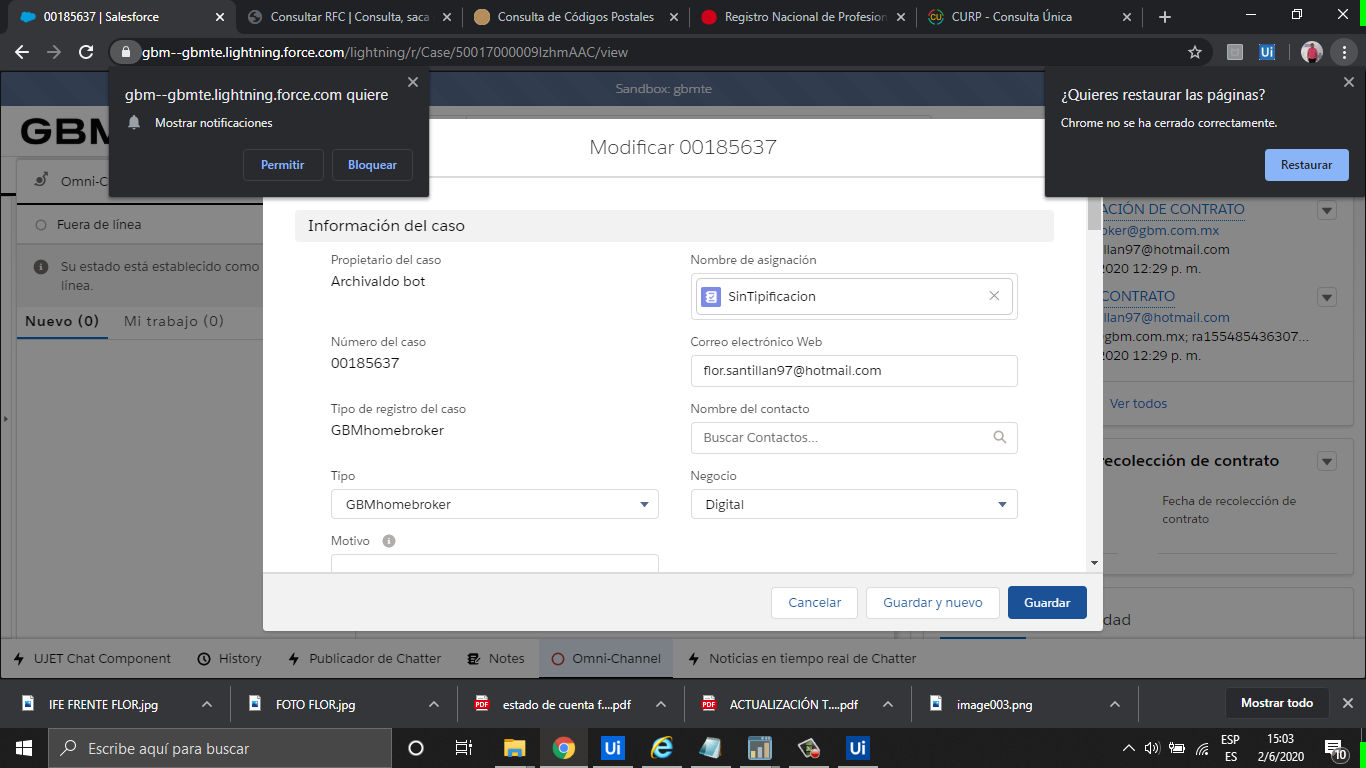 00185637 | Salesforce
Consultar RFC | Consulta, saca
Consulta de Códigos Postales
Registro Nacional de Profesion
CURP - Consulta Única
gbm--gbmte.lightning.force.com/lightning/r/Case/50017000009IzhmAAC/view
Ui
gbm--gbmte.lightning.force.com quiere
Mostrar notificaciones
Permitir
Bloquear
Sandbox: gbmte
¿Quieres restaurar las páginas?
Chrome no se ha cerrado correctamente.
Restaurar
GBM
Modificar 00185637
Omni-C
Fuera de línea
Su estado está establecido como
línea.
Nuevo (0)
Mi trabajo (0)
Información del caso
Propietario del caso
Archivaldo bot
Nombre de asignación
SinTipificacion
Número del caso
00185637
Correo electrónico Web
flor.santillan97@hotmail.com
Tipo de registro del caso
GBMhomebroker
Nombre del contacto
Buscar Contactos...
Tipo
GBMhomebroker
Negocio
Digital
Motivo
Cancelar
Guardar y nuevo
Guardar
ACIÓN DE CONTRATO
oker@gbm.com.mx
illan97@hotmail.com
2020 12:29 p. m.
CONTRATO
illan97@hotmail.com
gbm.com.mx; ra155485436307...
2020 12:29 p. m.
Ver todos
recolección de contrato
Fecha de recolección de
contrato
dad
UJET Chat Component
History
Publicador de Chatter
Notes
Omni-Channel
Noticias en tiempo real de Chatter
IFE FRENTE FLOR.jpg
FOTO FLOR.jpg
PDF
estado de cuenta f....pdf
PDF
ACTUALIZACIÓN T....pdf
image003.png
Mostrar todo
Escribe aquí para buscar
Ui
Ui
ESP
ES
15:03
2/6/2020
10